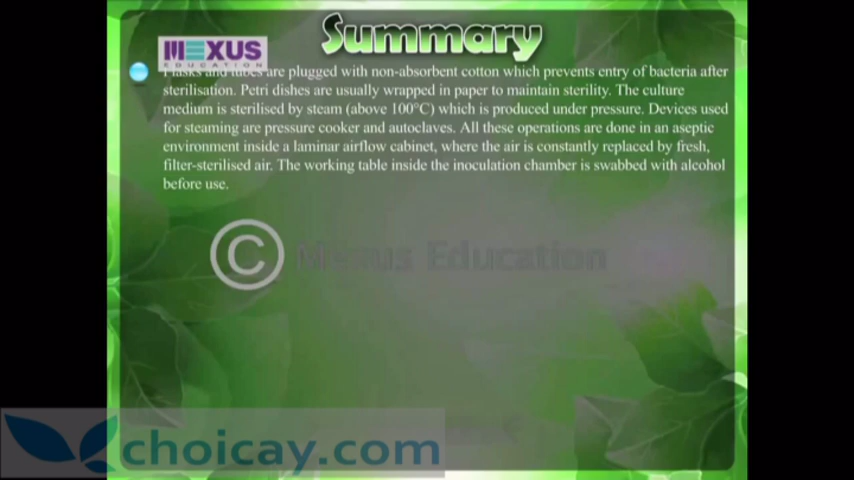 Summary
MEXUS
EDUCATION
Flasks and tubes are plugged with non-absorbent cotton which prevents entry of bacteria after
sterilisation. Petri dishes are usually wrapped in paper to maintain sterility. The culture
medium is sterilised by steam (above 100°C) which is produced under pressure. Devices used
for steaming are pressure cooker and autoclaves. All these operations are done in an aseptic
environment inside a laminar airflow cabinet, where the air is constantly replaced by fresh,
filter-sterilised air. The working table inside the inoculation chamber is swabbed with alcohol
before use.
© Mexus Education
choicay.com